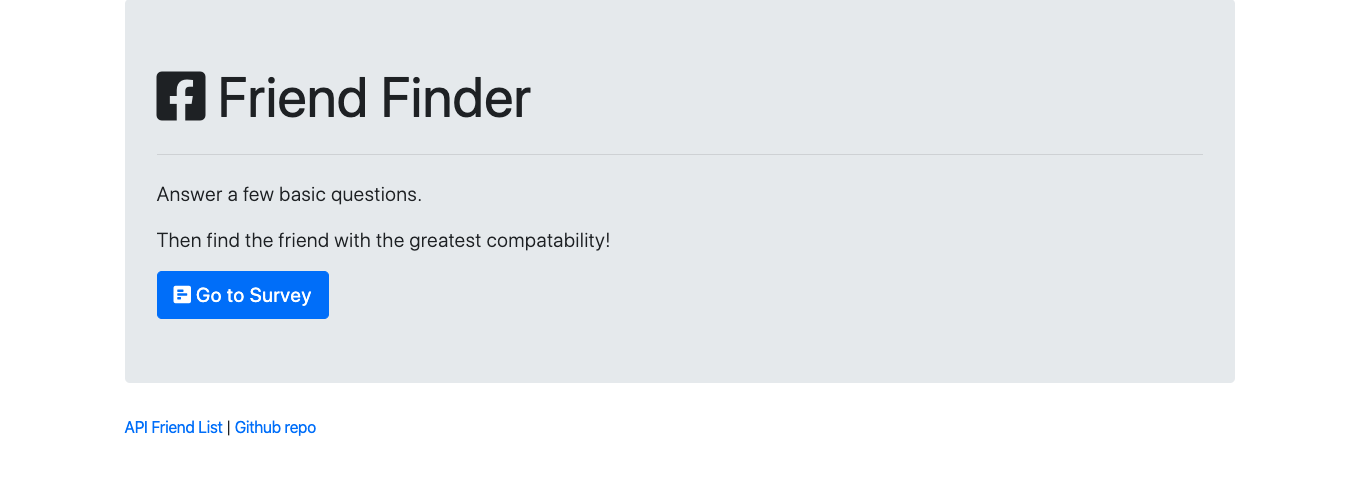 Friend Finder
Answer a few basic questions.
Then find the friend with the greatest compatability!
Go to Survey
API Friend List | Github repo